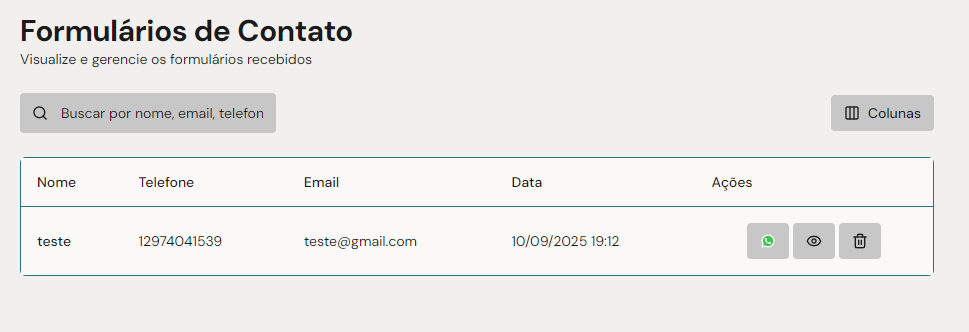 Formulários de Contato
Visualize e gerencie os formulários recebidos
Buscar por nome, email, telefon
Colunas
Nome Telefone Email Data Ações
teste 12974041539 teste@gmail.com 10/09/2025 19:12